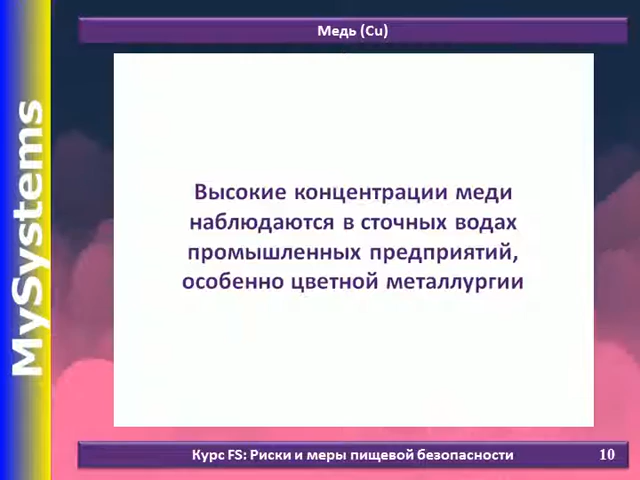 Медь (Cu)
MySystems
Высокие концентрации меди
наблюдаются в сточных водах
промышленных предприятий,
особенно цветной металлургии
Курс FS: Риски и меры пищевой безопасности 10